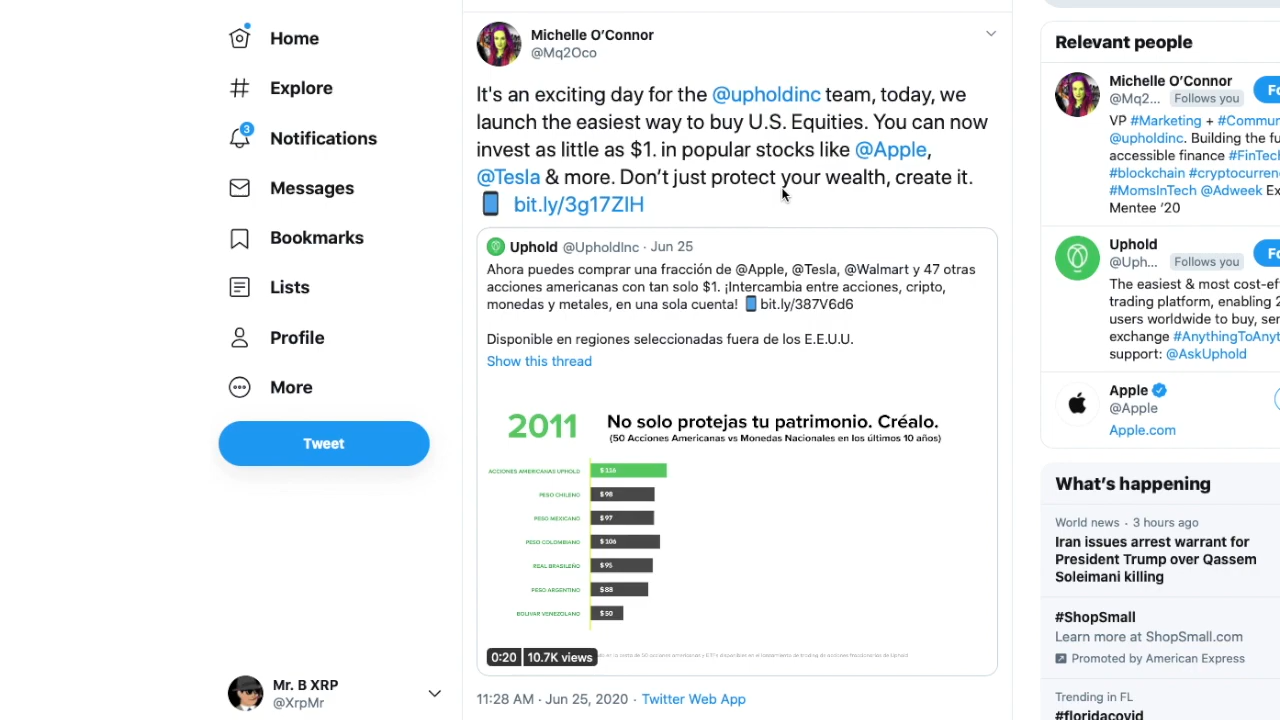 Home
Explore
3
Notifications
Messages
Bookmarks
Lists
Profile
More
Tweet
Mr. B XRP
@XrpMr
Michelle O'Connor
@Mq2Oco
It's an exciting day for the @upholdinc team, today, we
launch the easiest way to buy U.S. Equities. You can now
invest as little as $1. in popular stocks like @Apple,
@Tesla & more. Don't just protect your wealth, create it.
bit.ly/3g17ZIH
Uphold @UpholdInc · Jun 25
Ahora puedes comprar una fracción de @Apple, @Tesla, @Walmart y 47 otras
acciones americanas con tan solo $1. ¡Intercambia entre acciones, cripto,
monedas y metales, en una sola cuenta! bit.ly/387V6d6
Disponible en regiones seleccionadas fuera de los E.E.U.U.
Show this thread
2011 No solo protejas tu patrimonio. Créalo.
(50 Acciones Americanas vs Monedas Nacionales en los últimos 10 años)
ACCIONES AMERICANAS UPHOLD $116
PESO CHILENO $98
PESO MEXICANO $97
PESO COLOMBIANO $106
REAL BRASILEÑO $95
PESO ARGENTINO $88
BOLIVAR VENEZOLANO $50
0:20 10.7K views
11:28 AM · Jun 25, 2020 · Twitter Web App
Relevant people
Michelle O'Connor
@Mq2... Follows you
Fo
VP #Marketing + #Commun
@upholdinc. Building the fu
accessible finance #FinTech
#blockchain #cryptocurrenc
#MomsInTech @Adweek Ex
Mentee '20
Uphold
@Uph... Follows you
Fo
The easiest & most cost-ef
trading platform, enabling 2
users worldwide to buy, sen
exchange #AnythingToAnyt
support: @AskUphold
Apple
@Apple
Apple.com
What's happening
World news · 3 hours ago
Iran issues arrest warrant for
President Trump over Qassem
Soleimani killing
#ShopSmall
Learn more at ShopSmall.com
Promoted by American Express
Trending in FL
#floridacovid